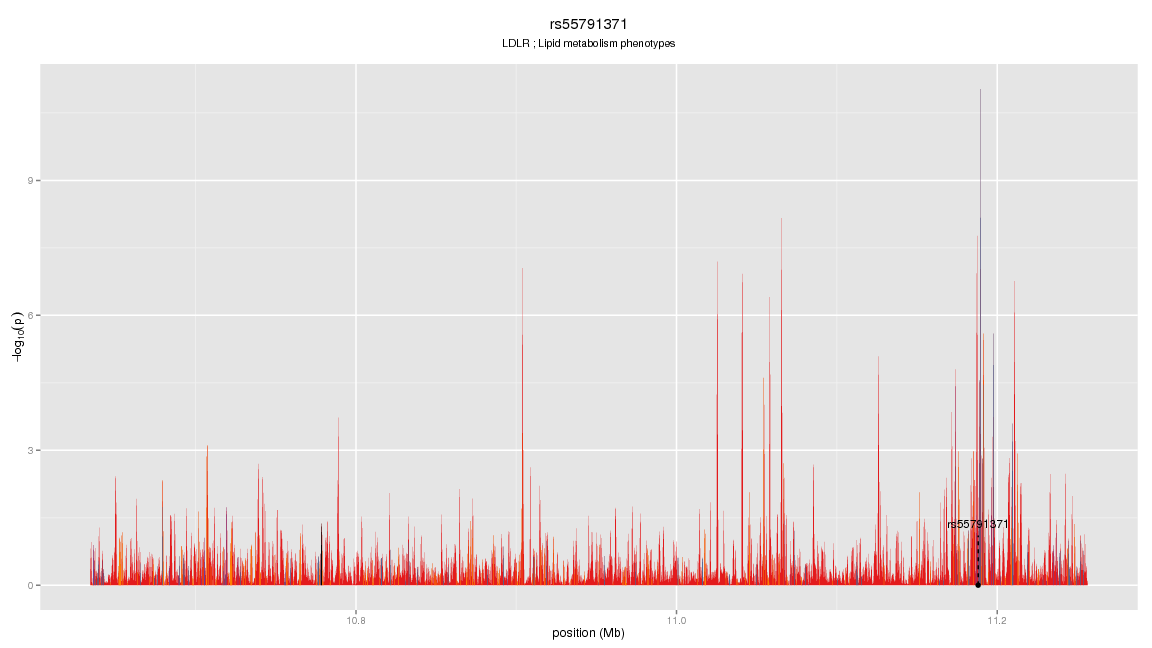 rs55791371
LDLR ; Lipid metabolism phenotypes
9
6
3
0
−log10(p)
rs55791371
10.8
11.0
11.2
position (Mb)